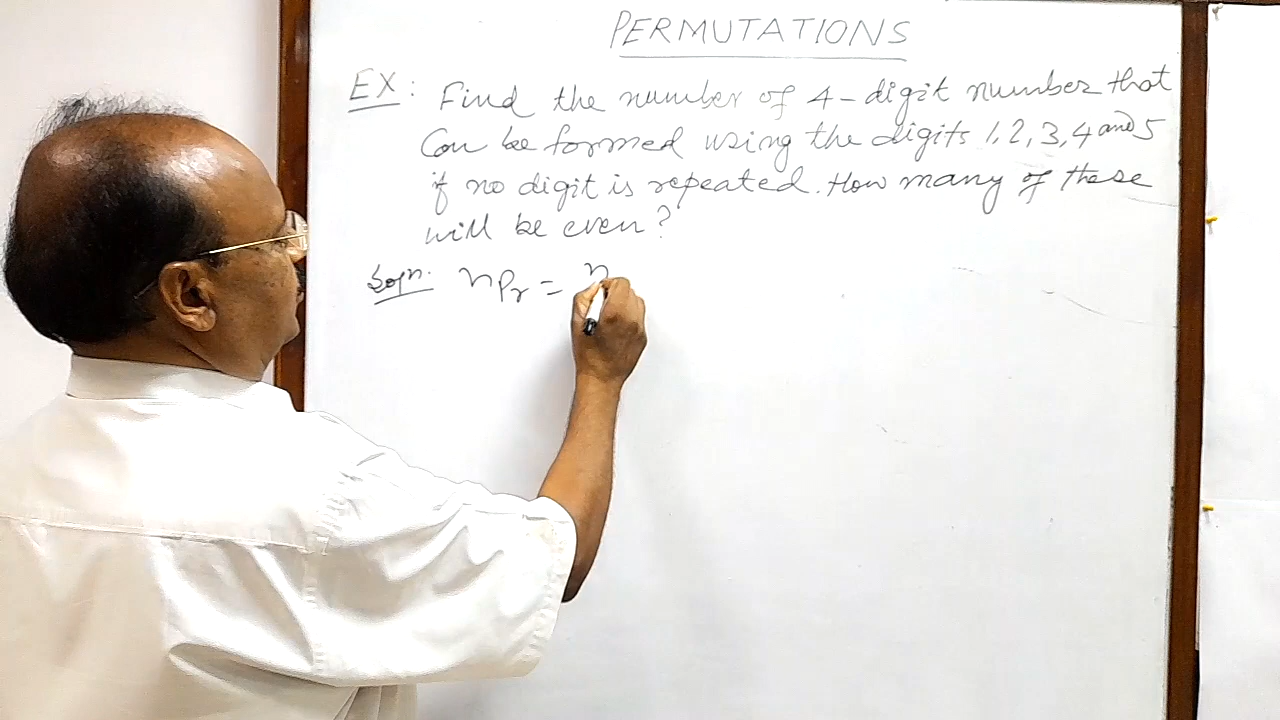 PERMUTATIONS
EX: Find the number of 4-digit number that
Can be formed using the digits 1, 2, 3, 4 and 5
if no digit is repeated. How many of these
will be even?
Soln. nPr = n